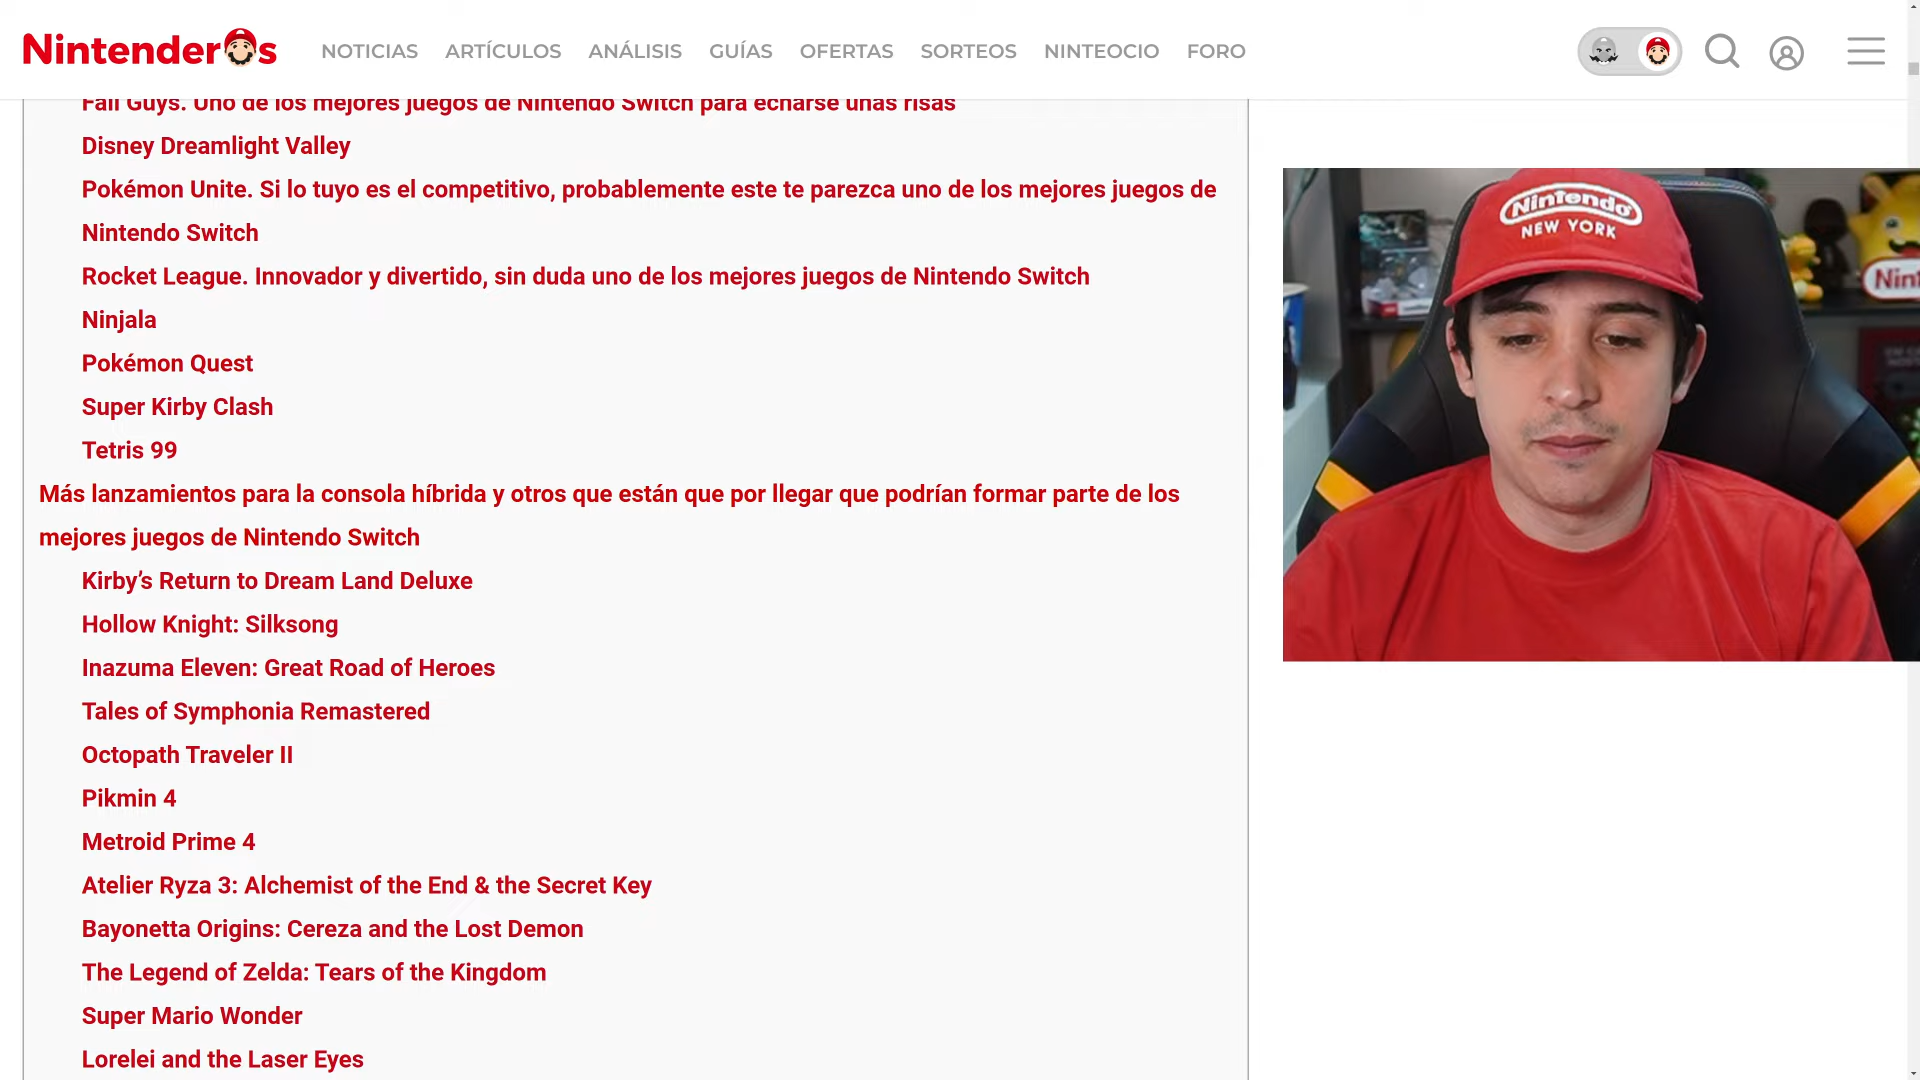 Nintenderos
NOTICIAS ARTÍCULOS ANÁLISIS GUÍAS OFERTAS SORTEOS NINTEOCIO FORO
Fall Guys. Uno de los mejores juegos de Nintendo Switch para echarse unas risas
Disney Dreamlight Valley
Pokémon Unite. Si lo tuyo es el competitivo, probablemente este te parezca uno de los mejores juegos de
Nintendo Switch
Rocket League. Innovador y divertido, sin duda uno de los mejores juegos de Nintendo Switch
Ninjala
Pokémon Quest
Super Kirby Clash
Tetris 99
Más lanzamientos para la consola híbrida y otros que están que por llegar que podrían formar parte de los
mejores juegos de Nintendo Switch
Kirby’s Return to Dream Land Deluxe
Hollow Knight: Silksong
Inazuma Eleven: Great Road of Heroes
Tales of Symphonia Remastered
Octopath Traveler II
Pikmin 4
Metroid Prime 4
Atelier Ryza 3: Alchemist of the End & the Secret Key
Bayonetta Origins: Cereza and the Lost Demon
The Legend of Zelda: Tears of the Kingdom
Super Mario Wonder
Lorelei and the Laser Eyes
Nintendo
NEW YORK
Nin